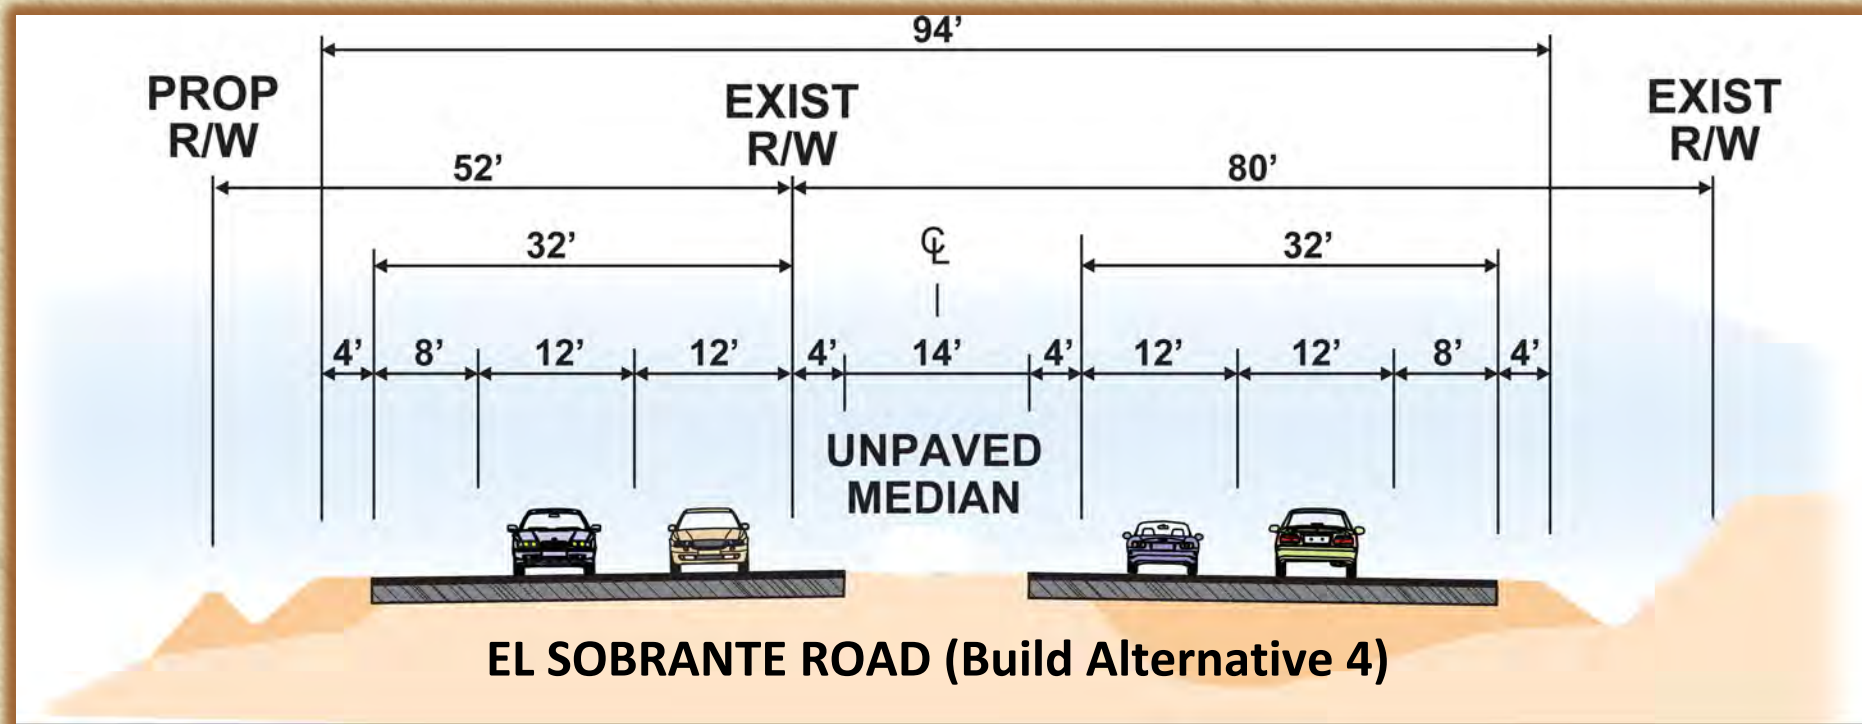 94’
PROP
R/W
EXIST
R/W
EXIST
R/W
52’
80’
32’
℄
32’
4’ 8’ 12’ 12’ 4’ 14’ 4’ 12’ 12’ 8’ 4’
UNPAVED
MEDIAN
EL SOBRANTE ROAD (Build Alternative 4)